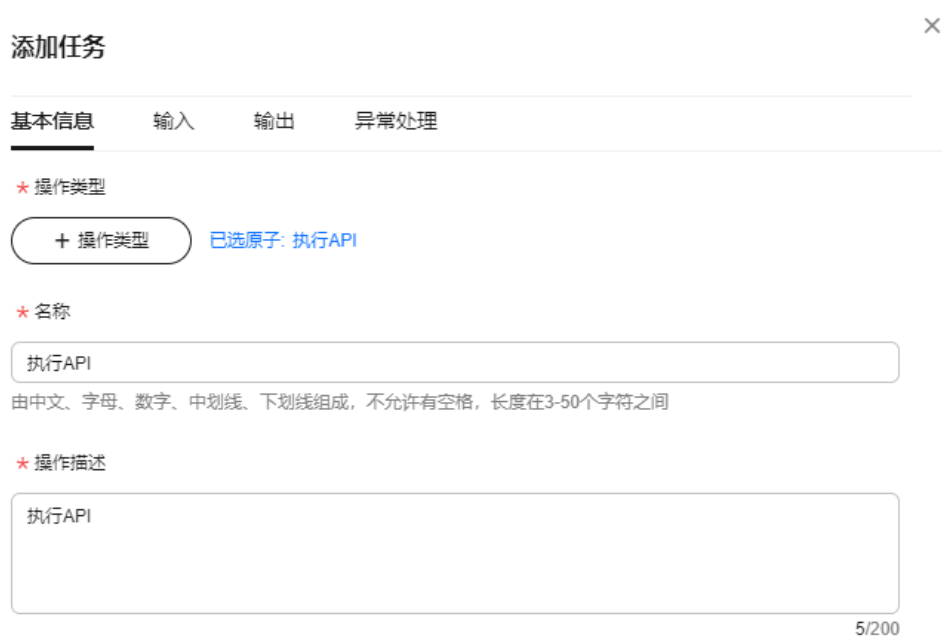 添加任务
基本信息 输入 输出 异常处理
* 操作类型
+ 操作类型 已选原子: 执行API
* 名称
执行API
由中文、字母、数字、中划线、下划线组成，不允许有空格，长度在3-50个字符之间
* 操作描述
执行API
5/200